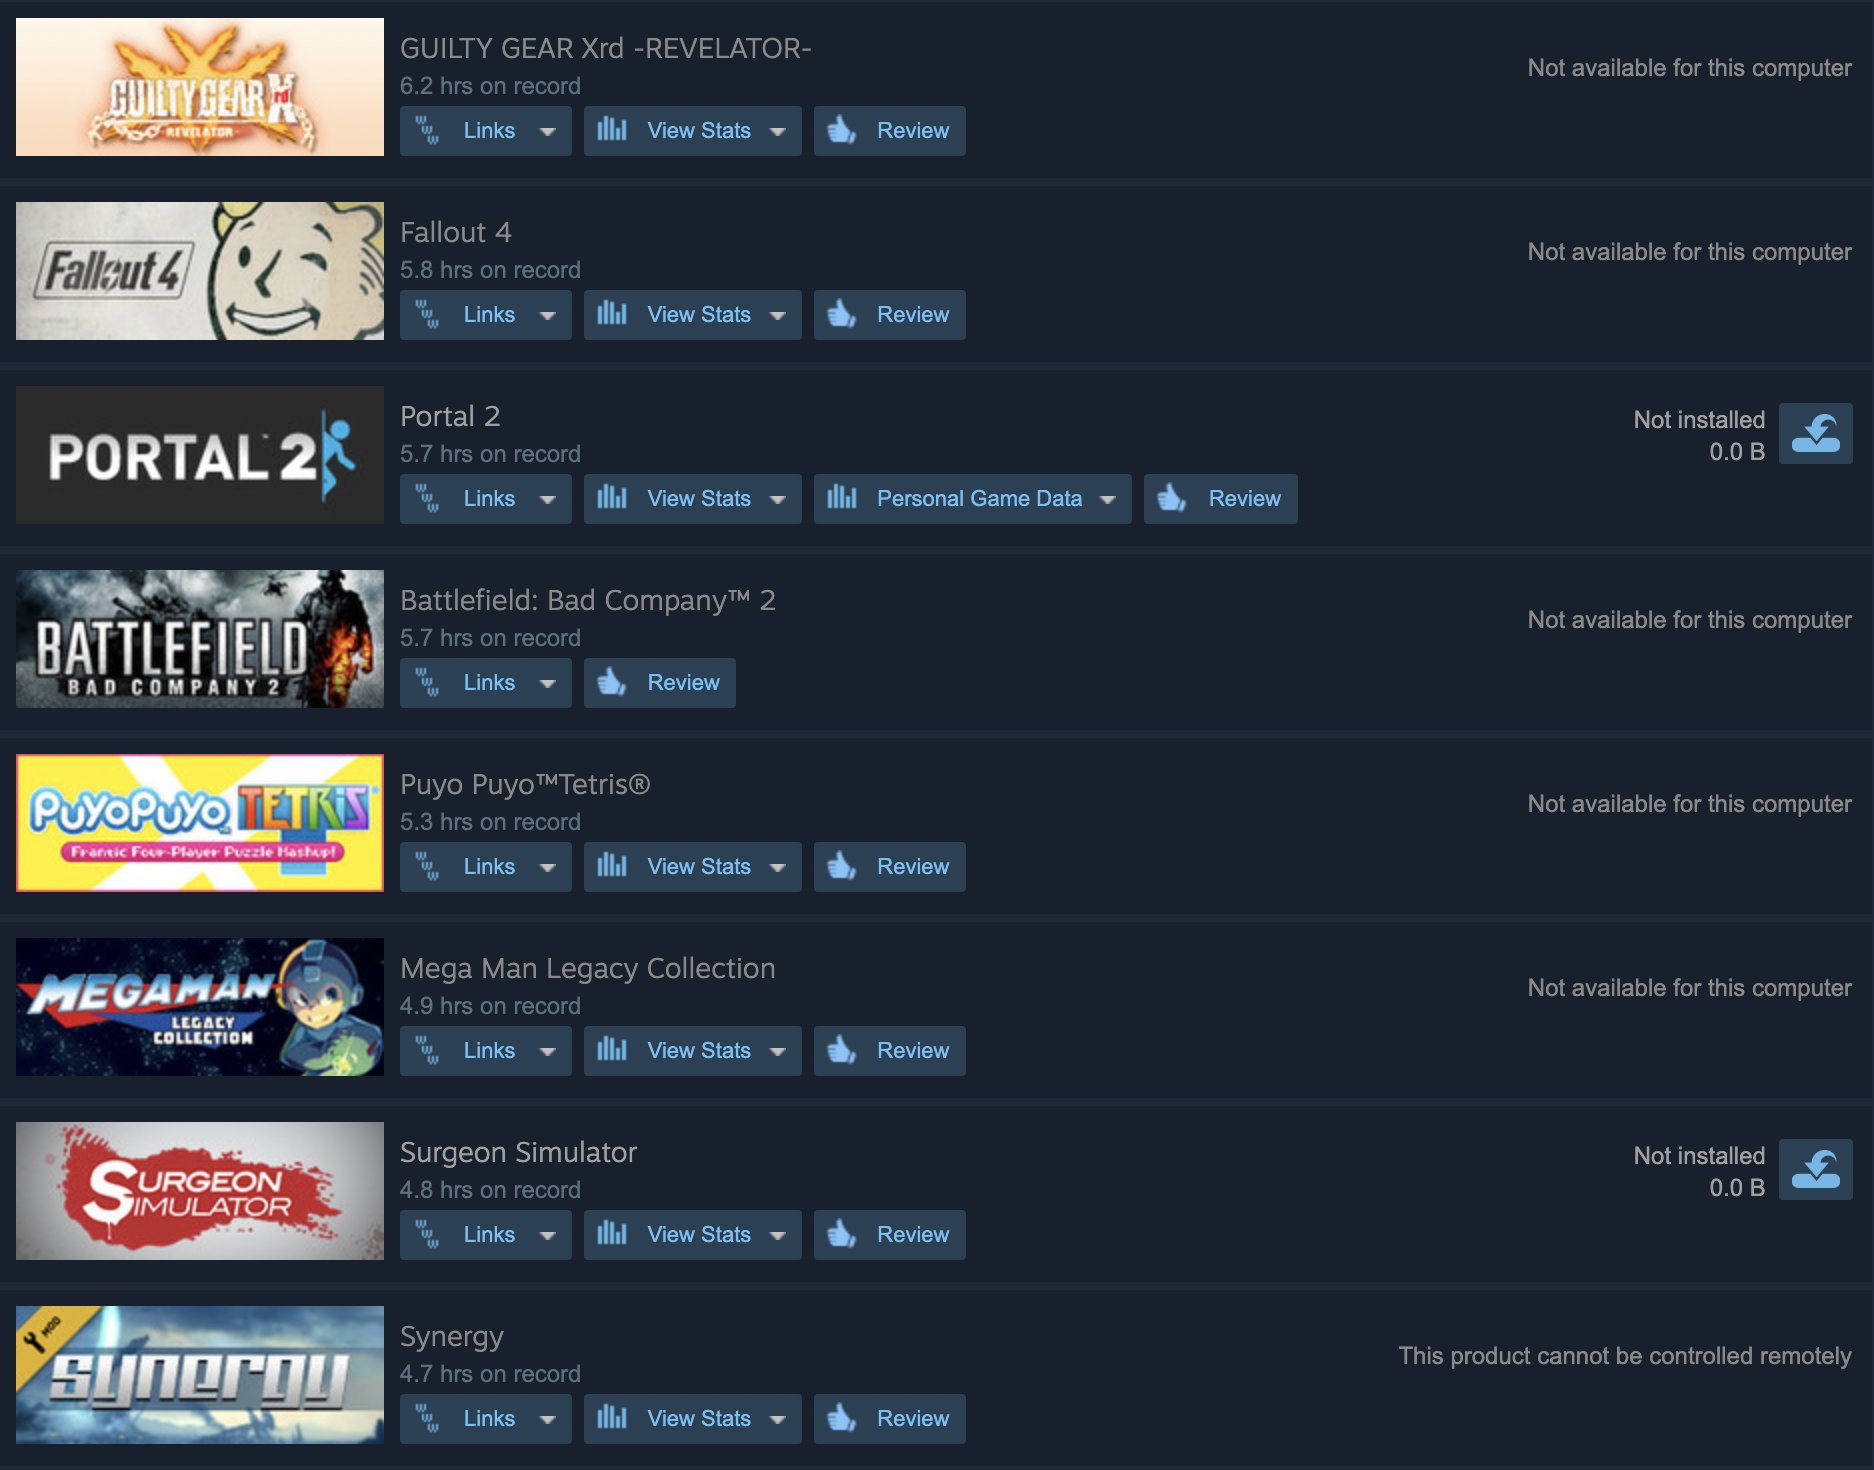 GUILTY GEAR Xrd
REVELATOR
GUILTY GEAR Xrd -REVELATOR-
6.2 hrs on record
Links
View Stats
Review
Not available for this computer
Fallout 4
Fallout 4
5.8 hrs on record
Links
View Stats
Review
Not available for this computer
PORTAL 2
Portal 2
5.7 hrs on record
Links
View Stats
Personal Game Data
Review
Not installed
0.0 B
BATTLEFIELD
BAD COMPANY 2
Battlefield: Bad Company™ 2
5.7 hrs on record
Links
Review
Not available for this computer
PUYOPUYO TETRIS
Frantic Four-Player Puzzle Mashup!
Puyo Puyo™Tetris®
5.3 hrs on record
Links
View Stats
Review
Not available for this computer
MEGAMAN
LEGACY
COLLECTION
Mega Man Legacy Collection
4.9 hrs on record
Links
View Stats
Review
Not available for this computer
SURGEON
SIMULATOR
Surgeon Simulator
4.8 hrs on record
Links
View Stats
Review
Not installed
0.0 B
MOD
synergy
Synergy
4.7 hrs on record
Links
View Stats
Review
This product cannot be controlled remotely